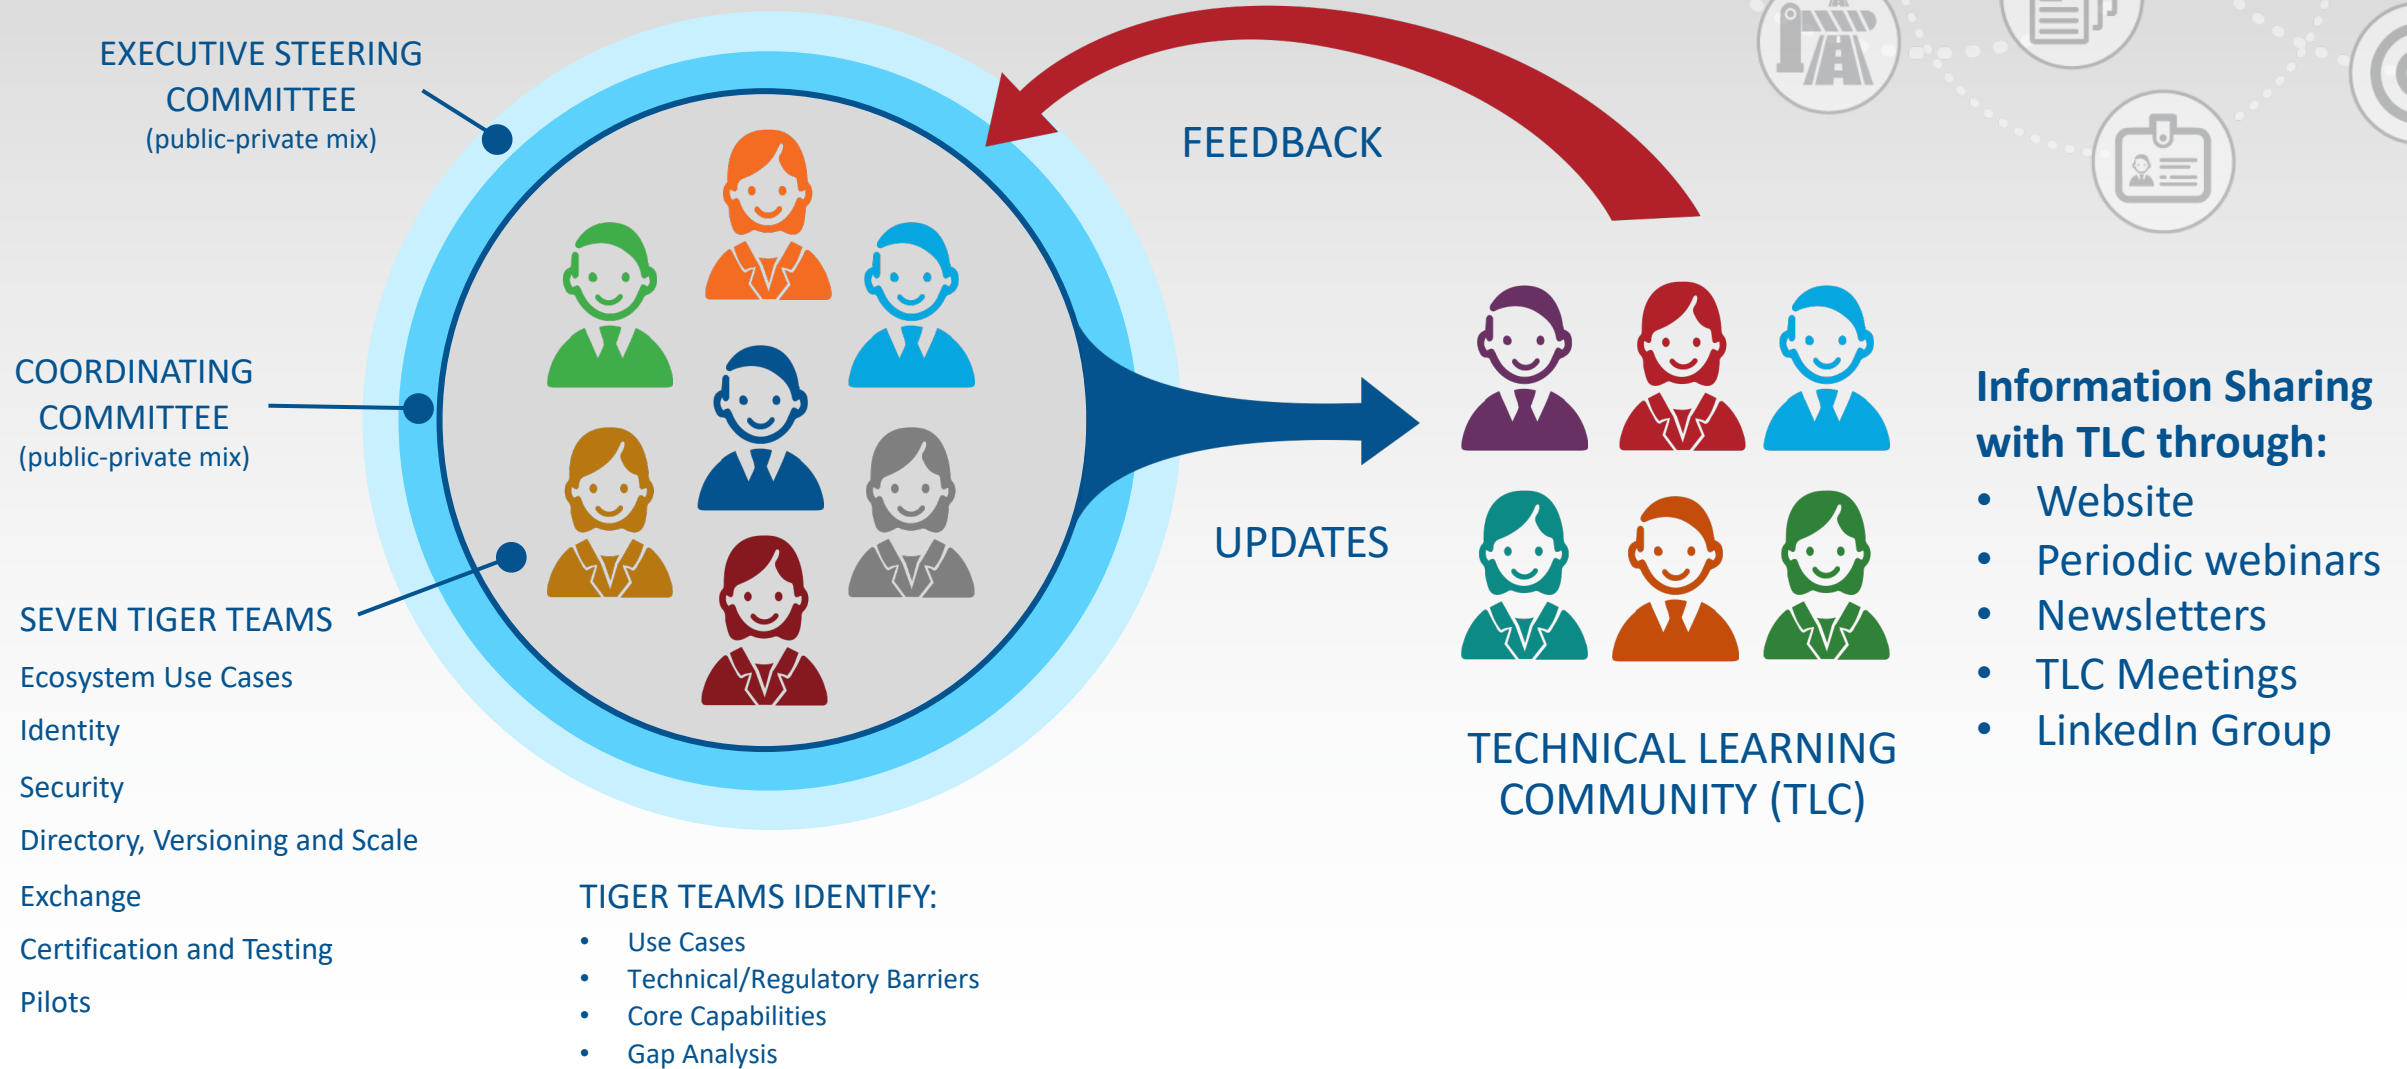 EXECUTIVE STEERING
COMMITTEE
(public-private mix)
COORDINATING
COMMITTEE
(public-private mix)
SEVEN TIGER TEAMS
Ecosystem Use Cases
Identity
Security
Directory, Versioning and Scale
Exchange
Certification and Testing
Pilots
TIGER TEAMS IDENTIFY:
• Use Cases
• Technical/Regulatory Barriers
• Core Capabilities
• Gap Analysis
FEEDBACK
UPDATES
TECHNICAL LEARNING
COMMUNITY (TLC)
Information Sharing
with TLC through:
• Website
• Periodic webinars
• Newsletters
• TLC Meetings
• LinkedIn Group